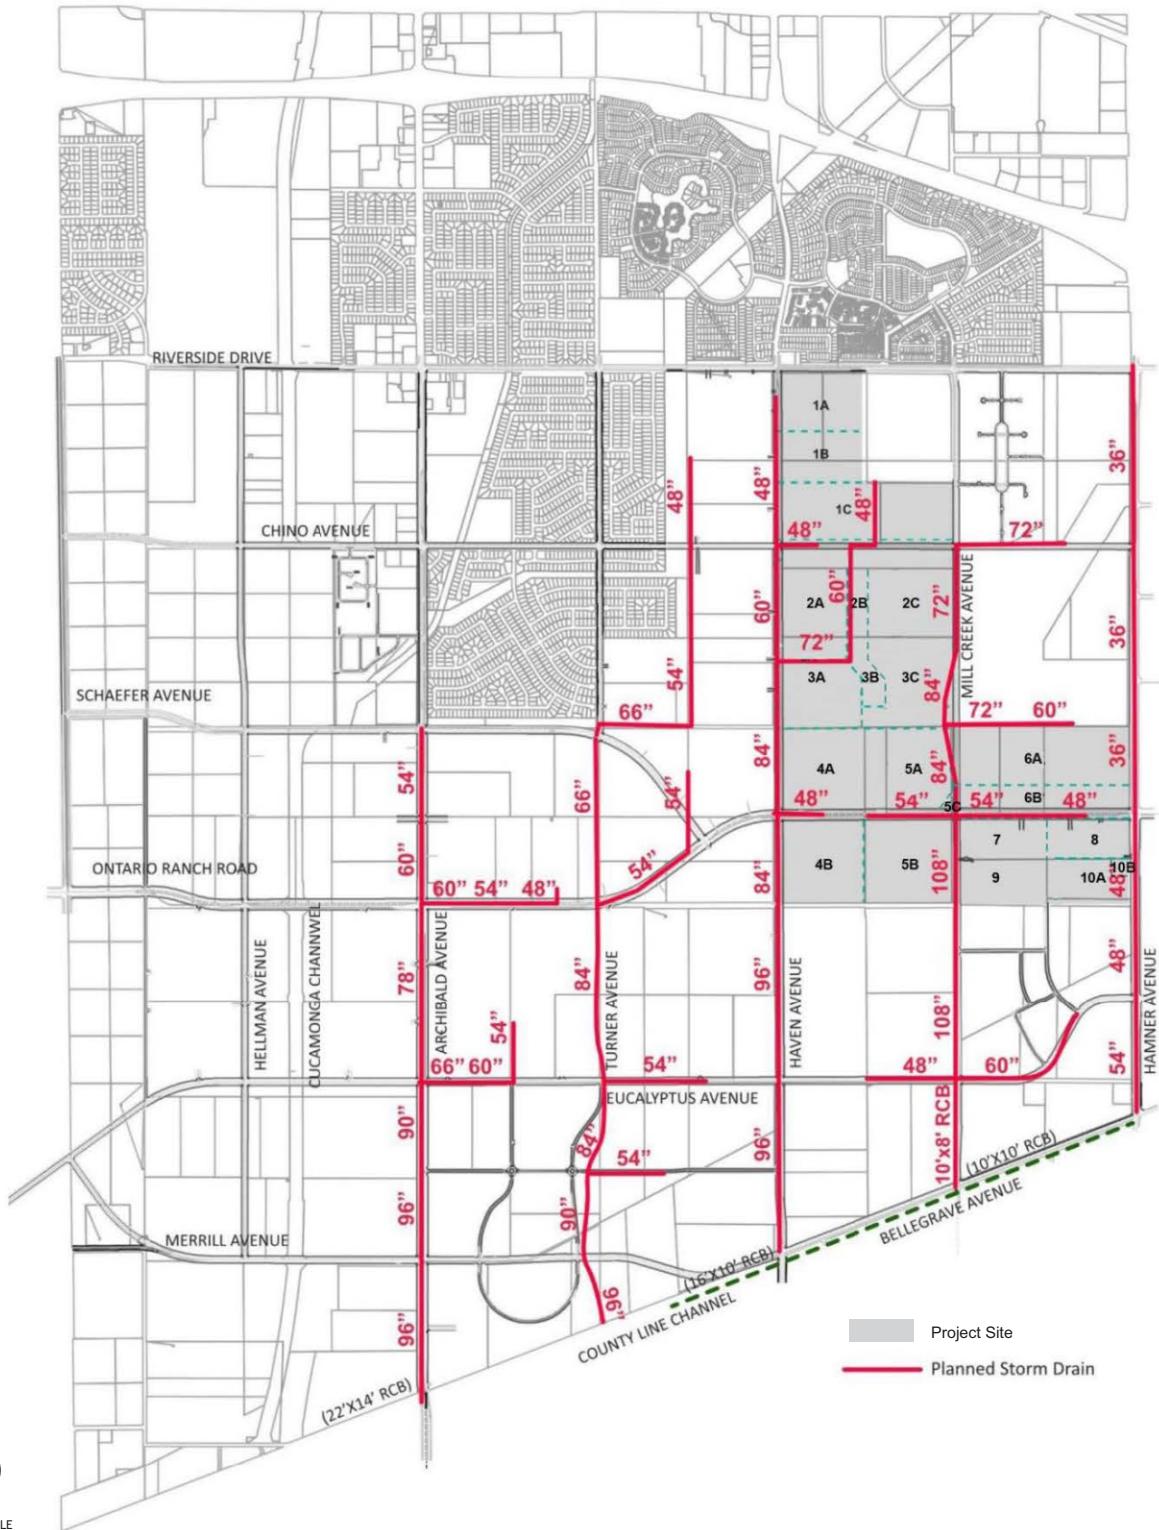 RIVERSIDE DRIVE
1A
36”
1B
48”
48”
1C
48”
CHINO AVENUE
48”
72”
60”
2A
60”
2B
2C
72”
MILL CREEK AVENUE
36”
72”
54”
3A
3B
3C
84”
SCHAEFER AVENUE
66”
72”
60”
54”
66”
54”
84”
4A
5A
84”
6A
36”
48”
54”
5C
54”
6B
48”
ONTARIO RANCH ROAD
60”
54”
84”
4B
5B
108”
7
8
9
10A
10B
48”
60”
54”
48”
HELLMAN AVENUE
CUCAMONGA CHANNWEL
78”
ARCHIBALD AVENUE
84”
TURNER AVENUE
96”
HAVEN AVENUE
108”
48”
54”
HAMNER AVENUE
54”
66”
60”
54”
48”
60”
EUCALYPTUS AVENUE
90”
84”
54”
96”
10'x8' RCB
(10'X10' RCB)
BELLEGRAVE AVENUE
96”
90”
MERRILL AVENUE
(16'X10' RCB)
96”
96”
COUNTY LINE CHANNEL
(22'X14' RCB)
Project Site
Planned Storm Drain
LE